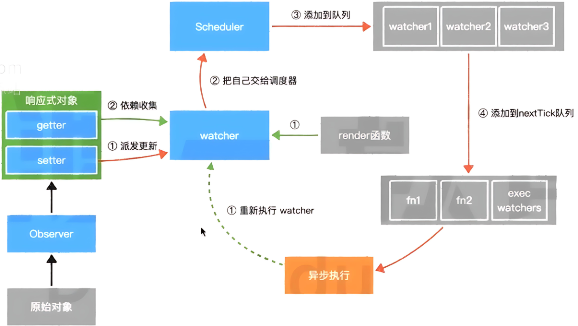 Scheduler
③ 添加到队列
watcher1
watcher2
watcher3
② 把自己交给调度器
响应式对象
getter
② 依赖收集
setter
① 派发更新
watcher
①
render函数
④ 添加到nextTick队列
fn1
fn2
exec
watchers
① 重新执行 watcher
Observer
异步执行
原始对象